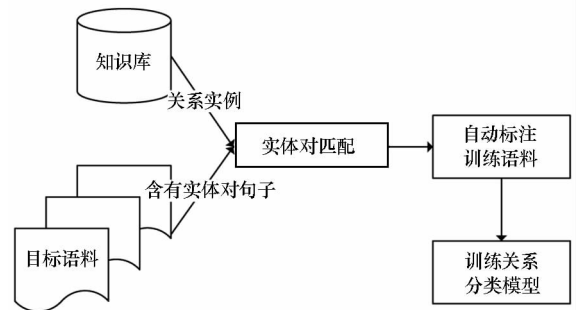 知识库
关系实例
实体对匹配
自动标注
训练语料
含有实体对句子
目标语料
训练关系
分类模型